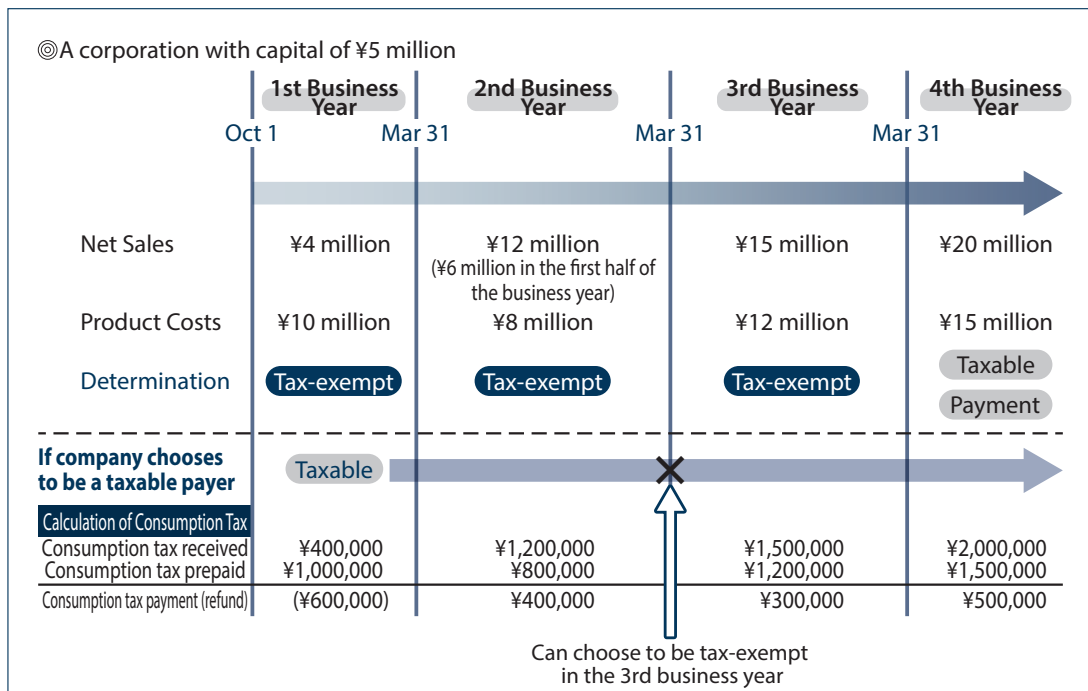 ◎A corporation with capital of ¥5 million
1st Business Year
2nd Business Year
3rd Business Year
4th Business Year
Oct 1 Mar 31 Mar 31 Mar 31
Net Sales ¥4 million ¥12 million ¥15 million ¥20 million
(¥6 million in the first half of
the business year)
Product Costs ¥10 million ¥8 million ¥12 million ¥15 million
Determination Tax-exempt Tax-exempt Tax-exempt Taxable
Payment
If company chooses
to be a taxable payer
Taxable
Calculation of Consumption Tax
Consumption tax received ¥400,000 ¥1,200,000 ¥1,500,000 ¥2,000,000
Consumption tax prepaid ¥1,000,000 ¥800,000 ¥1,200,000 ¥1,500,000
Consumption tax payment (refund) (¥600,000) ¥400,000 ¥300,000 ¥500,000
Can choose to be tax-exempt
in the 3rd business year